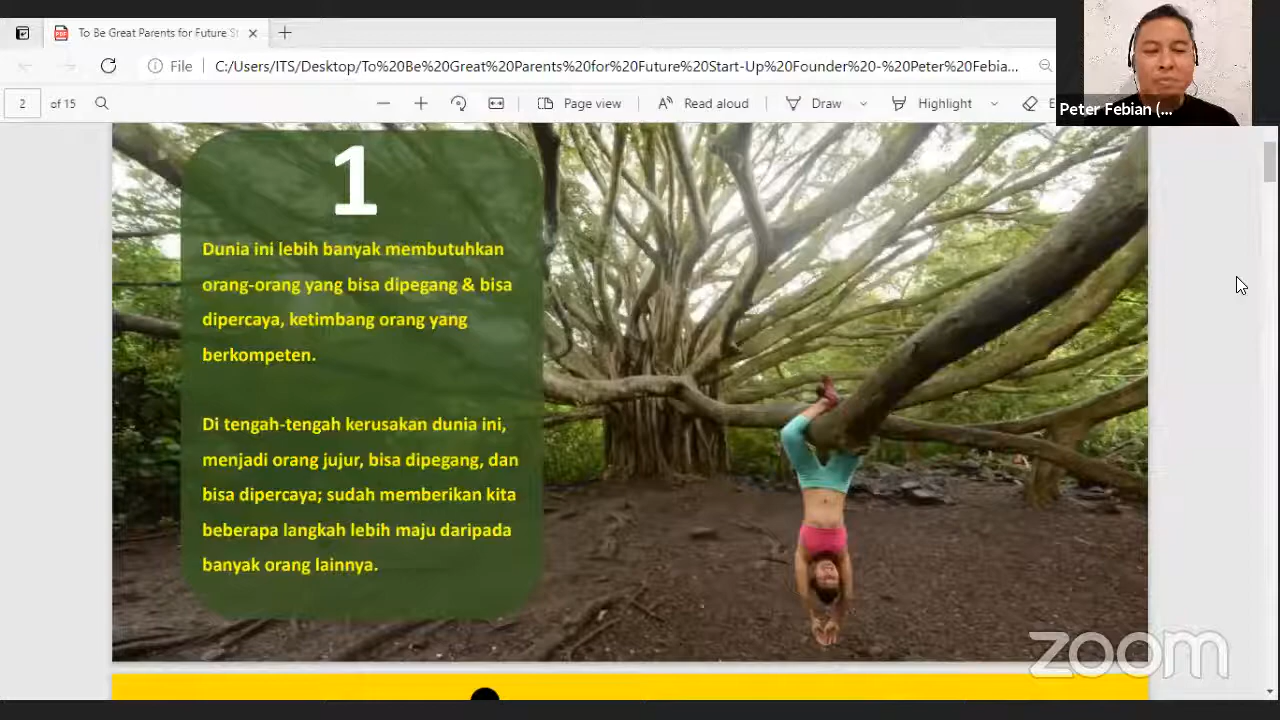 To Be Great Parents for Future St
File
C:/Users/ITS/Desktop/To%20Be%20Great%20Parents%20for%20Future%20Start-Up%20Founder%20-%20Peter%20Febia...
Peter Febian (...
2
of 15
Page view
Read aloud
Draw
Highlight
1
Dunia ini lebih banyak membutuhkan
orang-orang yang bisa dipegang & bisa
dipercaya, ketimbang orang yang
berkompeten.
Di tengah-tengah kerusakan dunia ini,
menjadi orang jujur, bisa dipegang, dan
bisa dipercaya; sudah memberikan kita
beberapa langkah lebih maju daripada
banyak orang lainnya.
zoom